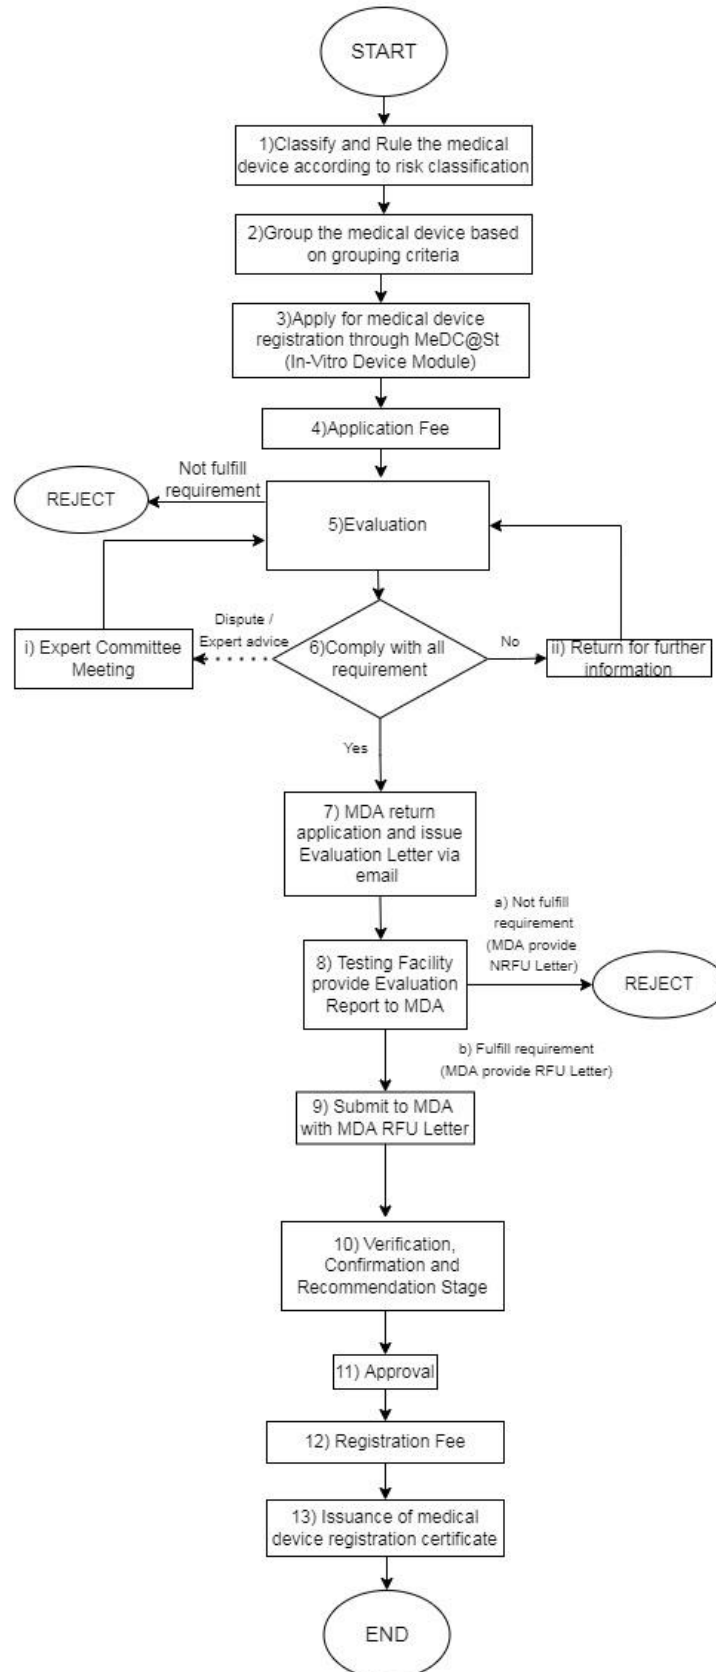 START
1)Classify and Rule the medical
device according to risk classification
2)Group the medical device based
on grouping criteria
3)Apply for medical device
registration through MeDC@St
(In-Vitro Device Module)
4)Application Fee
Not fulfill
requirement
REJECT
5)Evaluation
Dispute /
Expert advice
i) Expert Committee
Meeting
6)Comply with all
requirement
No
ii) Return for further
information
Yes
7) MDA return
application and issue
Evaluation Letter via
email
a) Not fulfill
requirement
(MDA provide
NRFU Letter)
8) Testing Facility
provide Evaluation
Report to MDA
REJECT
b) Fulfill requirement
(MDA provide RFU Letter)
9) Submit to MDA
with MDA RFU Letter
10) Verification,
Confirmation and
Recommendation Stage
11) Approval
12) Registration Fee
13) Issuance of medical
device registration certificate
END